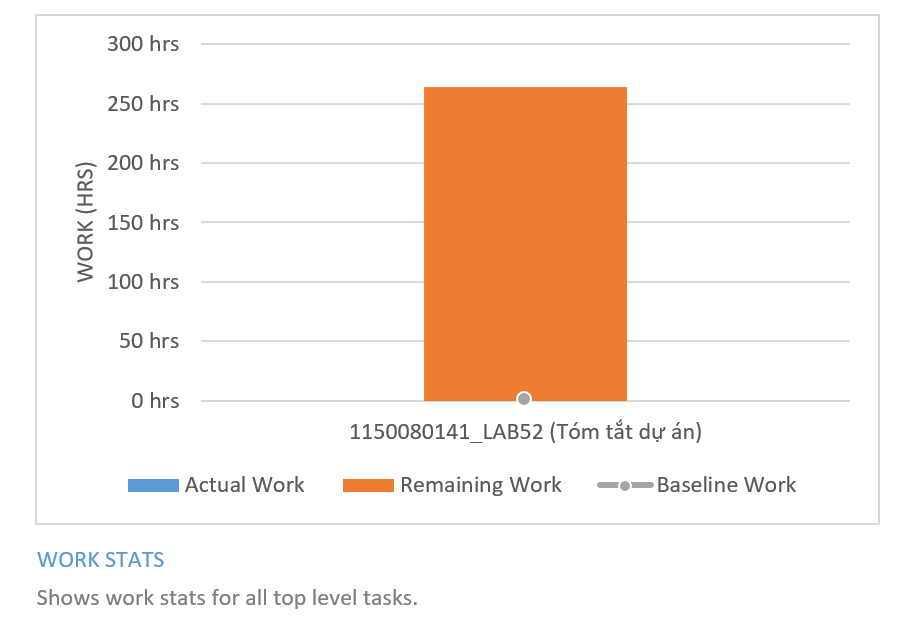 300 hrs
250 hrs
200 hrs
150 hrs
100 hrs
50 hrs
0 hrs
WORK (HRS)
1150080141_LAB52 (Tóm tắt dự án)
Actual Work
Remaining Work
Baseline Work
WORK STATS
Shows work stats for all top level tasks.